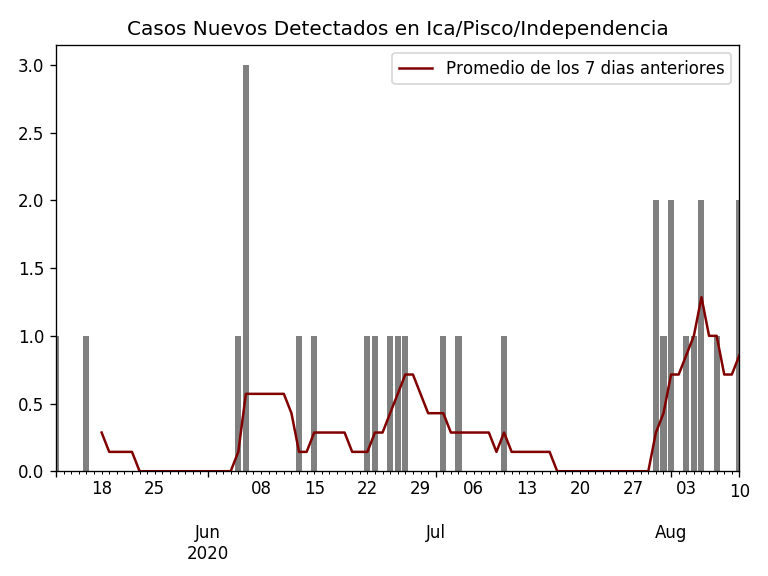 Casos Nuevos Detectados en Ica/Pisco/Independencia
Promedio de los 7 dias anteriores
3.0
2.5
2.0
1.5
1.0
0.5
0.0
18 25 08 15 22 29 06 13 20 27 03 10
Jun Jul Aug
2020